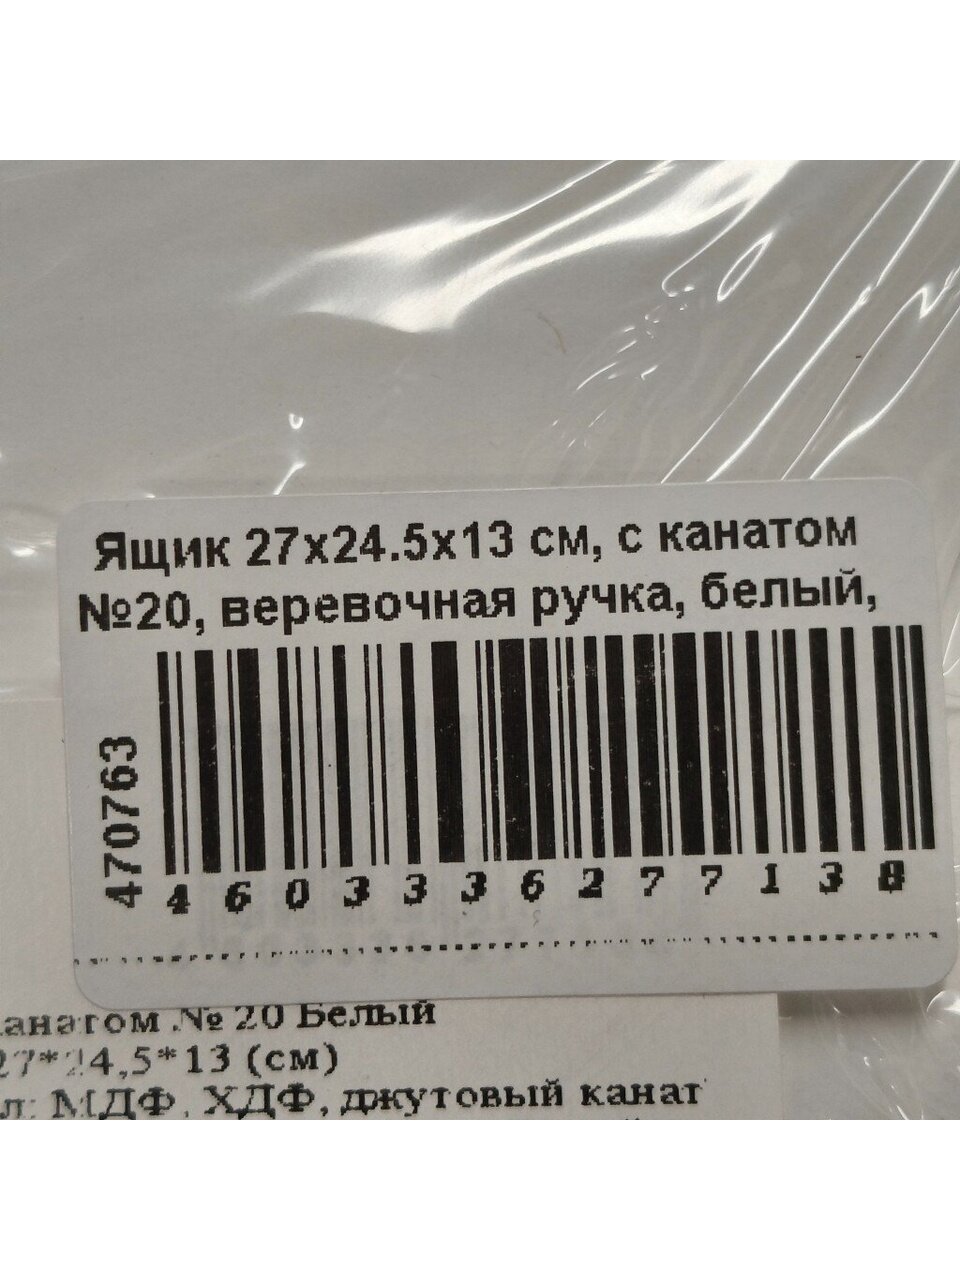 Ящик 27x24.5x13 см, с канатом
№20, веревочная ручка, белый,
470763
4603336277138
канатом № 20 Белый
27*24,5*13 (см)
л: МДФ, ХДФ, джутовый канат